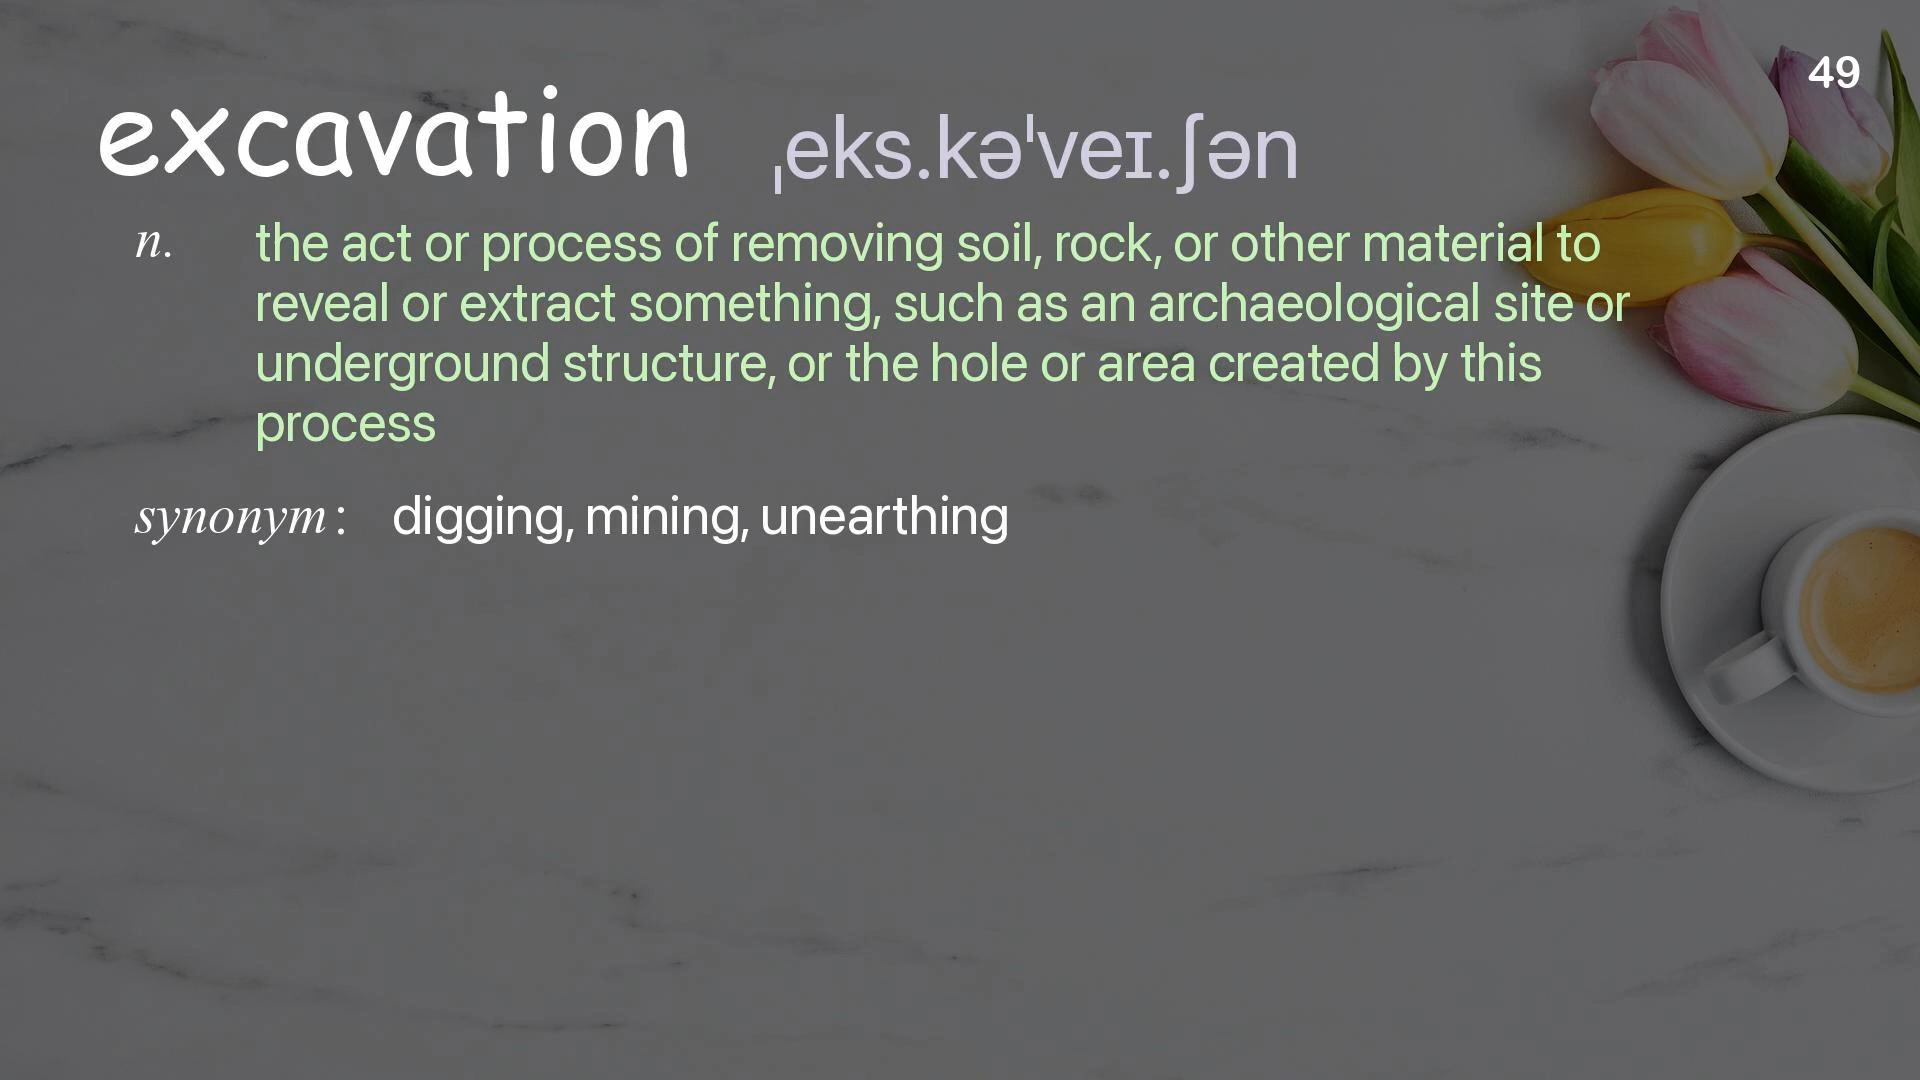 49
excavation ˌeks.kəˈveɪ.ʃən
n. the act or process of removing soil, rock, or other material to
reveal or extract something, such as an archaeological site or
underground structure, or the hole or area created by this
process
synonym: digging, mining, unearthing